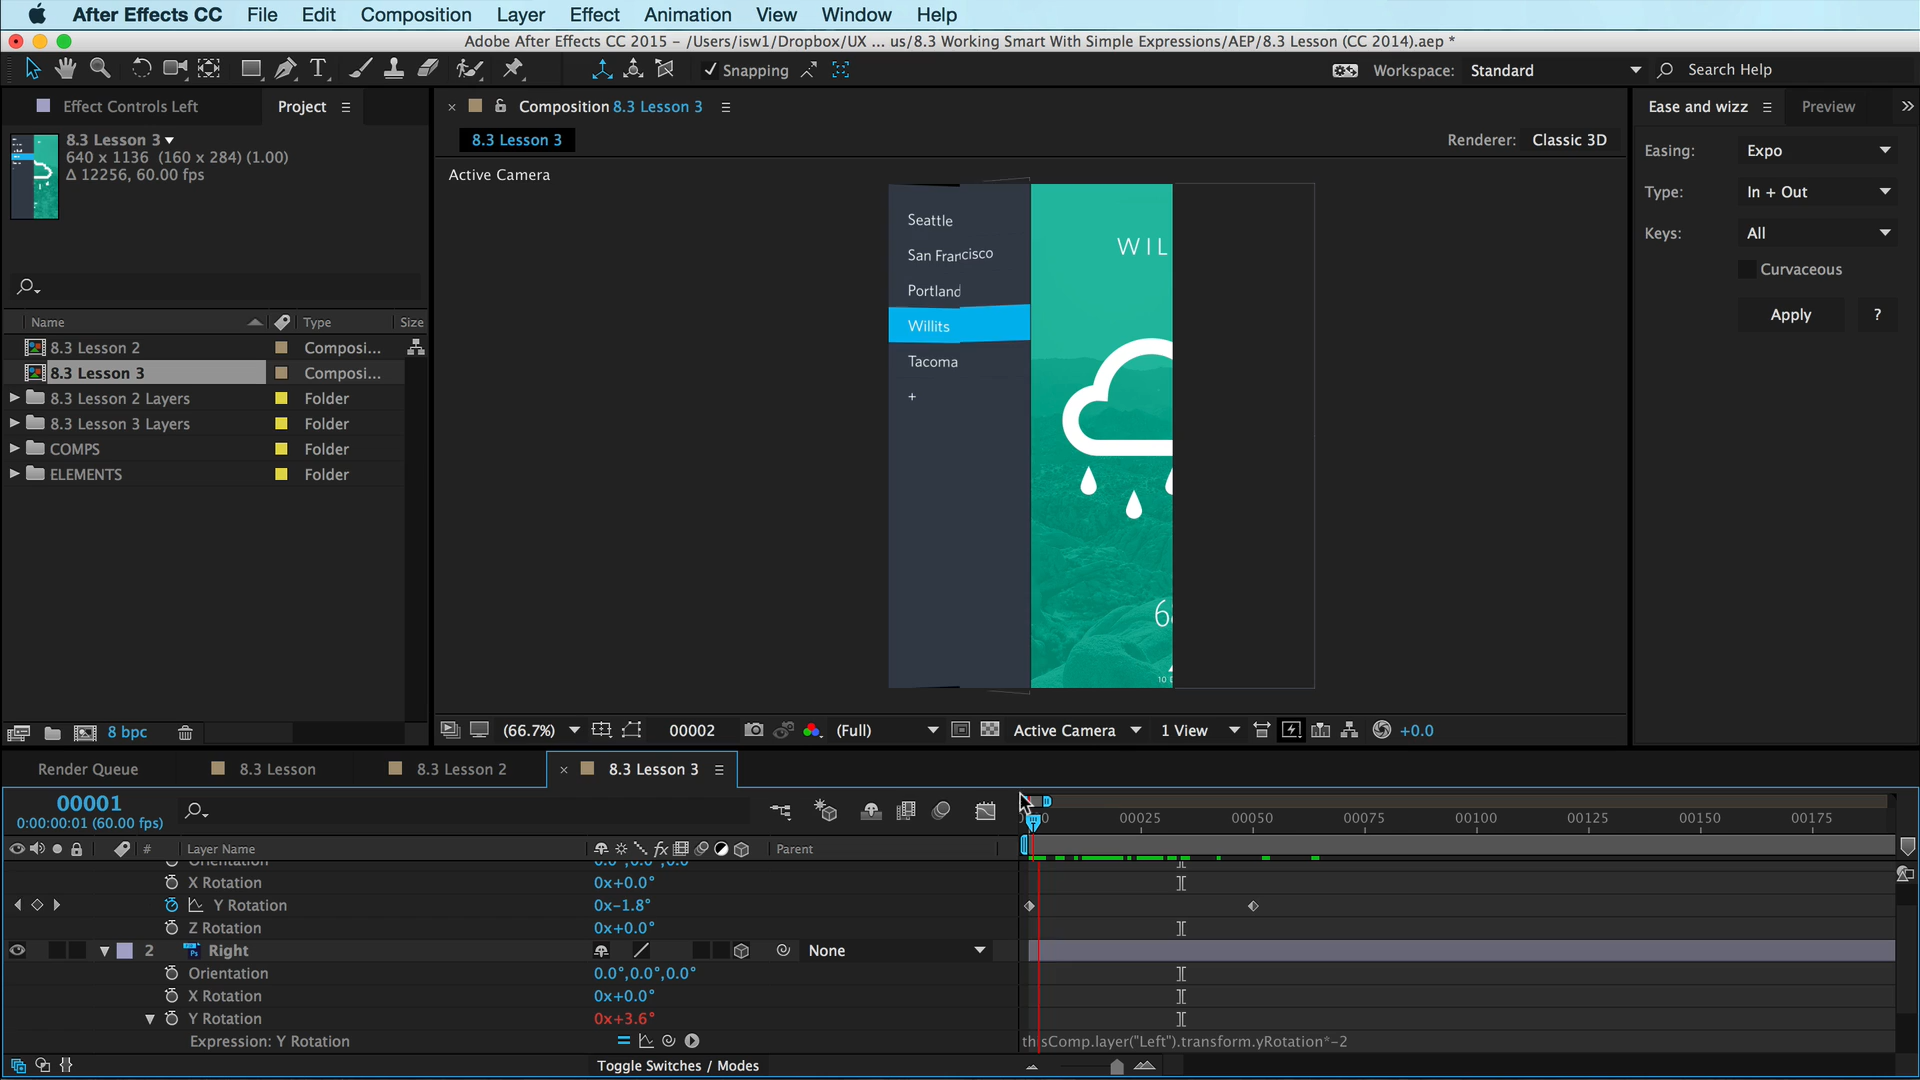 After Effects CC File Edit Composition Layer Effect Animation View Window Help
Adobe After Effects CC 2015 – /Users/isw1/Dropbox/UX ... us/8.3 Working Smart With Simple Expressions/AEP/8.3 Lesson (CC 2014).aep *
Snapping Workspace: Standard Search Help
Effect Controls Left Project
8.3 Lesson 3
640 x 1136 (160 x 284) (1.00)
Δ 12256, 60.00 fps
Name Type Size
8.3 Lesson 2 Composi...
8.3 Lesson 3 Composi...
8.3 Lesson 2 Layers Folder
8.3 Lesson 3 Layers Folder
COMPS Folder
ELEMENTS Folder
8 bpc
Composition 8.3 Lesson 3
8.3 Lesson 3
Renderer: Classic 3D
Active Camera
Seattle
San Francisco
Portland
Willits
Tacoma
+
WIL
6
10
(66.7%) 00002 (Full) Active Camera 1 View +0.0
Ease and wizz Preview
Easing: Expo
Type: In + Out
Keys: All
Curvaceous
Apply ?
Render Queue 8.3 Lesson 8.3 Lesson 2 8.3 Lesson 3
00001
0:00:00:01 (60.00 fps)
00025 00050 00075 00100 00125 00150 00175
# Layer Name Parent
Orientation 0.0°,0.0°,0.0°
X Rotation 0x+0.0°
Y Rotation 0x-1.8°
Z Rotation 0x+0.0°
2 Right None
Orientation 0.0°,0.0°,0.0°
X Rotation 0x+0.0°
Y Rotation 0x+3.6°
Expression: Y Rotation thisComp.layer("Left").transform.yRotation*-2
Toggle Switches / Modes